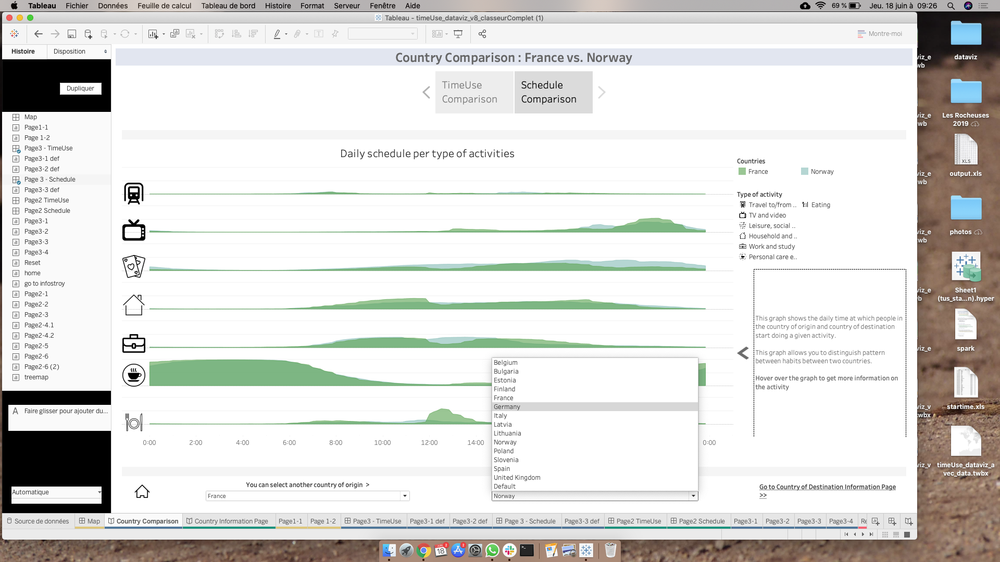 Tableau Fichier Données Feuille de calcul Tableau de bord Histoire Format Serveur Fenêtre Aide 69 % Jeu. 18 juin à 09:26
Tableau - timeUse_dataviz_v8_classeurComplet (1)
Montre-moi
Histoire Disposition
Dupliquer
Map
Page1-1
Page 1-2
Page3 - TimeUse
Page3-1 def
Page3-2 def
Page 3 - Schedule
Page3-3 def
Page2 TimeUse
Page2 Schedule
Page3-1
Page3-2
Page3-3
Page3-4
Reset
home
go to infostroy
Page2-1
Page2-2
Page2-3
Page2-4.1
Page2-4.2
Page2-5
Page2-6
Page2-6 (2)
treemap
A Faire glisser pour ajouter du...
Automatique
Country Comparison : France vs. Norway
TimeUse
Comparison
Schedule
Comparison
Daily schedule per type of activities
Countries
France Norway
Type of activity
Travel to/from .. Eating
TV and video
Leisure, social ..
Household and ..
Work and study
Personal care e..
This graph shows the daily time at which people in
the country of origin and country of destination
start doing a given activity.
This graph allows you to distinguish pattern
between habits between two countries.
Hover over the graph to get more information on
the activity
0:00 2:00 4:00 6:00 8:00 10:00 12:00 14:00 0:00
Belgium
Bulgaria
Estonia
Finland
France
Germany
Italy
Latvia
Lithuania
Norway
Poland
Slovenia
Spain
United Kingdom
Default
You can select another country of origin >
France
Norway
Go to Country of Destination Information Page
>>
Source de données Map Country Comparison Country Information Page Page1-1 Page 1-2 Page3 - TimeUse Page3-1 def Page3-2 def Page 3 - Schedule Page3-3 def Page2 TimeUse Page2 Schedule Page3-1 Page3-2 Page3-3 Page3-4 Re
dataviz
viz_e
wb
Les Rocheuses
2019
viz_e
wb
XLS
output.xls
viz_e
wb
photos
viz_e
wb
Sheet1
(tus_sta...n).hyper
viz_e
b
spark
viz_e
startime.xls
viz_v
wbx
timeUse_dataviz_a
vec_data.twbx
viz_v
JUIN
18
2
2